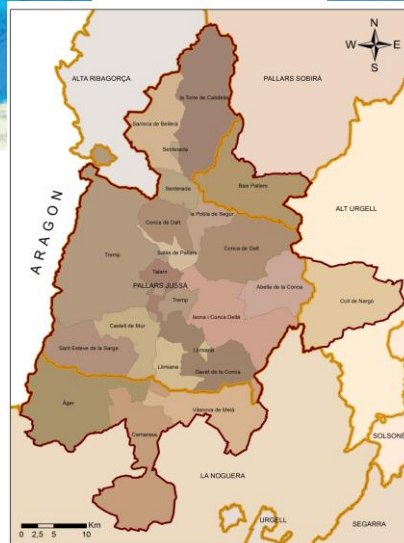 N
W E
S
ALTA RIBAGORÇA
PALLARS SOBIRÀ
la Torre de Cabdella
Sarroca de Bellera
Senterada
Baix Pallars
Senterada
la Pobla de Segur
ALT URGELL
ARAGON
Conca de Dalt
Conca de Dalt
Tremp
Salàs de Pallars
Talarn
PALLARS JUSSÀ
Abella de la Conca
Tremp
Coll de Nargó
Isona i Conca Dellà
Castell de Mur
Llimiana
Sant Esteve de la Sarga
Llimiana
Gavet de la Conca
Àger
Vilanova de Meià
Camarasa
SOLSONÈ
LA NOGUERA
URGELL
SEGARRA
Km
0 2,5 5 10